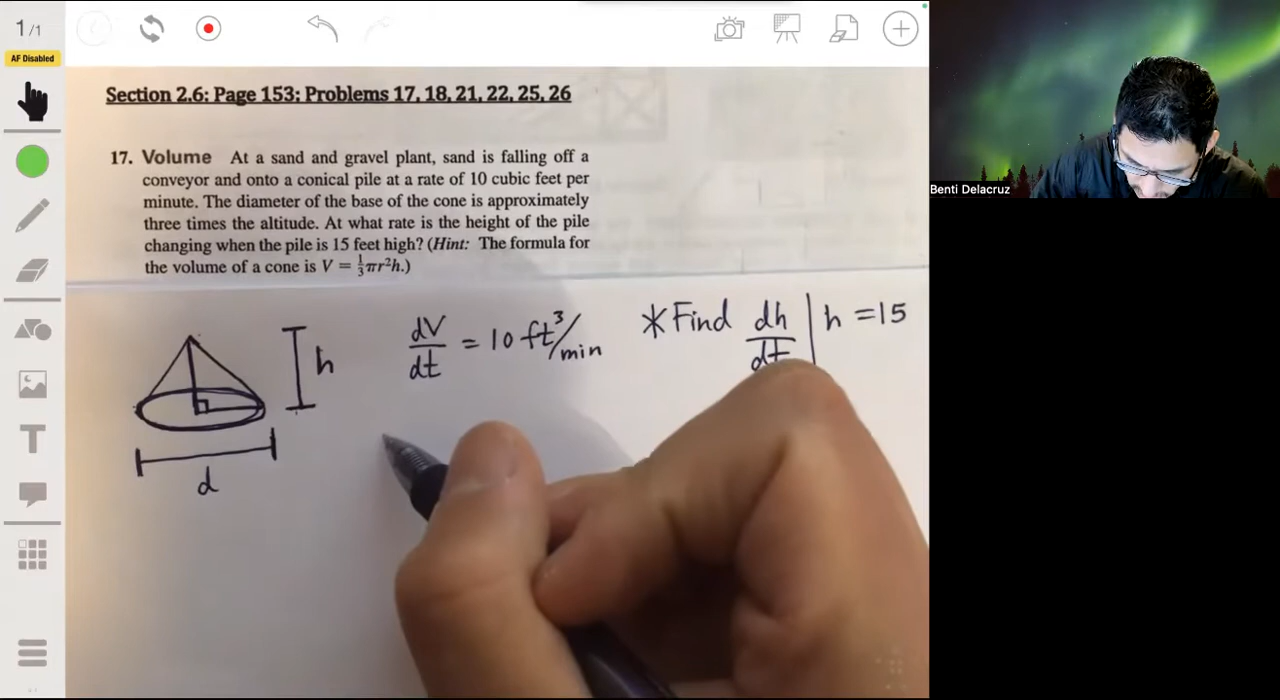 1/1
AF Disabled
Section 2.6: Page 153: Problems 17, 18, 21, 22, 25, 26
17. Volume At a sand and gravel plant, sand is falling off a
conveyor and onto a conical pile at a rate of 10 cubic feet per
minute. The diameter of the base of the cone is approximately
three times the altitude. At what rate is the height of the pile
changing when the pile is 15 feet high? (Hint: The formula for
the volume of a cone is V = 1/3 πr²h.)
h
d
dV/dt = 10 ft³/min
*Find dh/dt | h = 15
T
Benti Delacruz